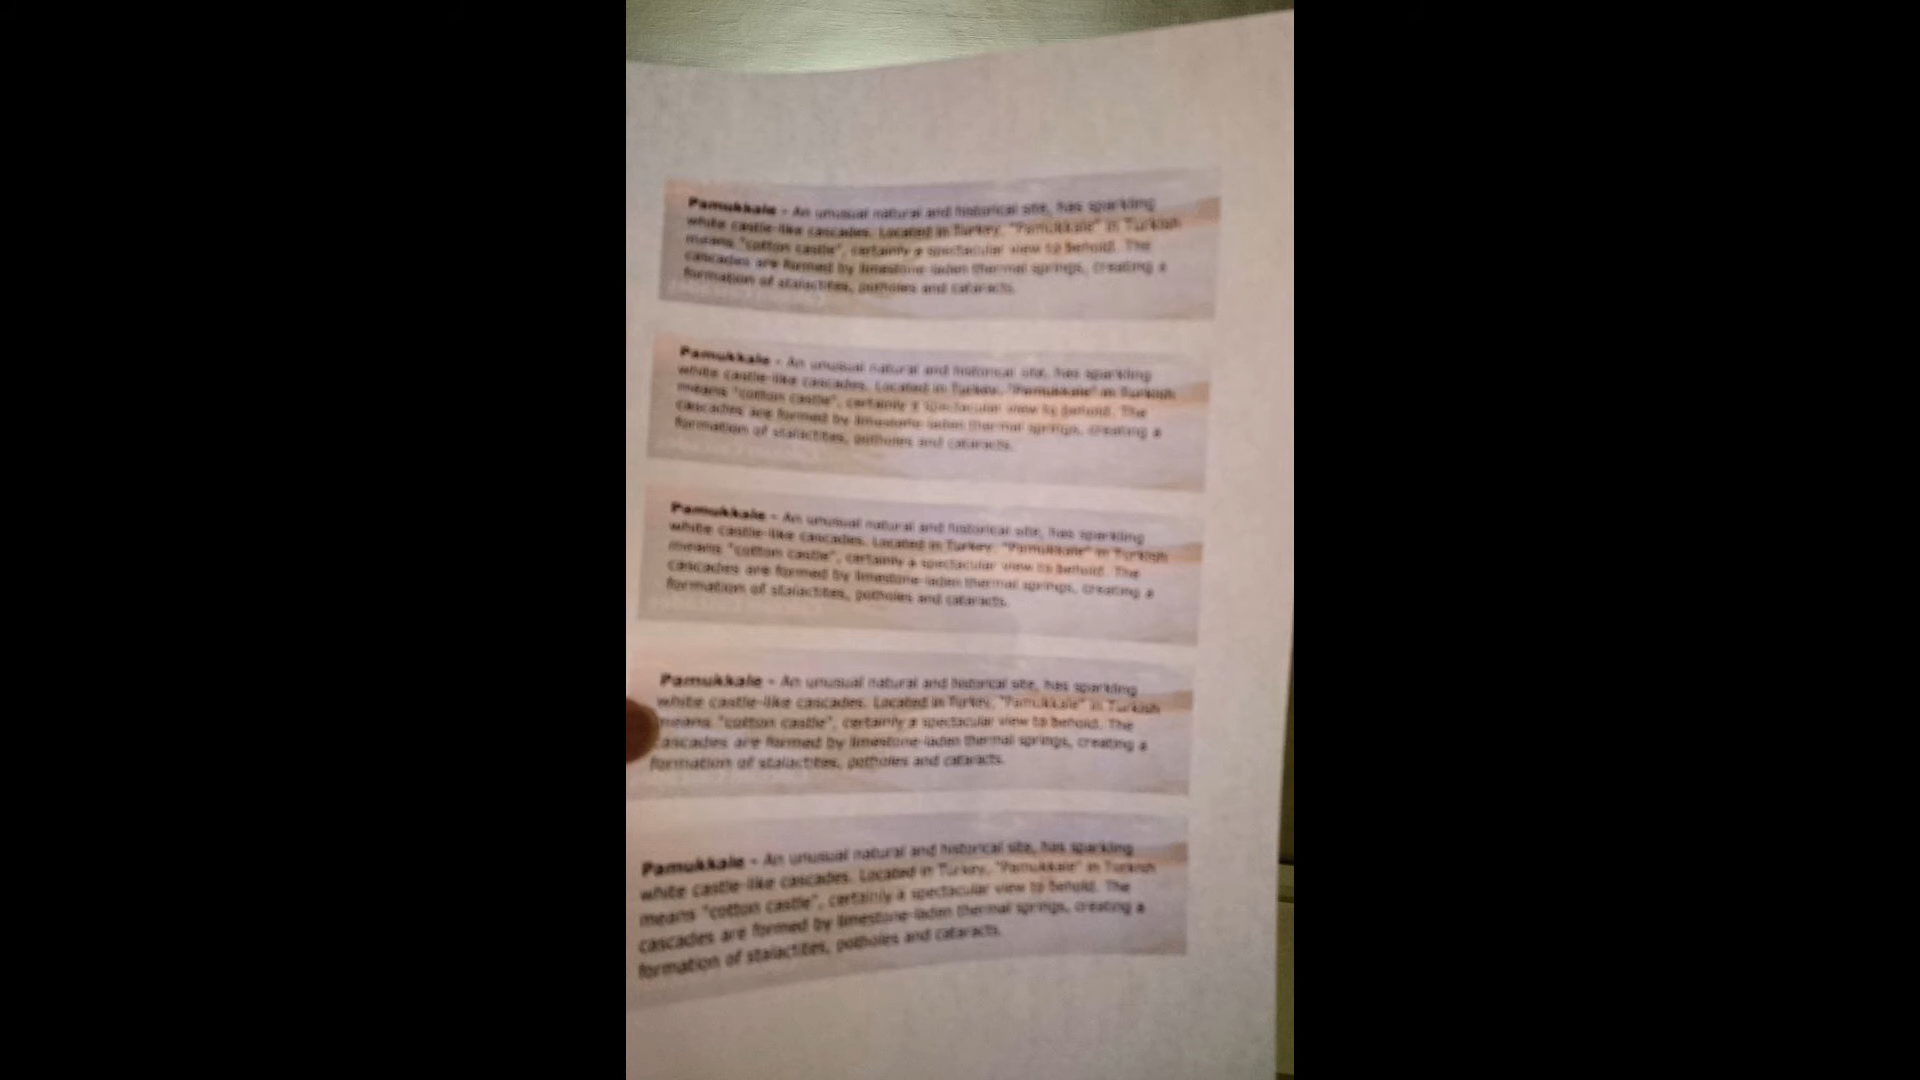 Pamukkale - An unusual natural and historical site, has sparkling
white castle-like cascades. Located in Turkey, "Pamukkale" in Turkish
means "cotton castle", certainly a spectacular view to behold. The
cascades are formed by limestone-laden thermal springs, creating a
formation of stalactites, potholes and cataracts.
Pamukkale - An unusual natural and historical site, has sparkling
white castle-like cascades. Located in Turkey, "Pamukkale" in Turkish
means "cotton castle", certainly a spectacular view to behold. The
cascades are formed by limestone-laden thermal springs, creating a
formation of stalactites, potholes and cataracts.
Pamukkale - An unusual natural and historical site, has sparkling
white castle-like cascades. Located in Turkey, "Pamukkale" in Turkish
means "cotton castle", certainly a spectacular view to behold. The
cascades are formed by limestone-laden thermal springs, creating a
formation of stalactites, potholes and cataracts.
Pamukkale - An unusual natural and historical site, has sparkling
white castle-like cascades. Located in Turkey, "Pamukkale" in Turkish
means "cotton castle", certainly a spectacular view to behold. The
cascades are formed by limestone-laden thermal springs, creating a
formation of stalactites, potholes and cataracts.
Pamukkale - An unusual natural and historical site, has sparkling
white castle-like cascades. Located in Turkey, "Pamukkale" in Turkish
means "cotton castle", certainly a spectacular view to behold. The
cascades are formed by limestone-laden thermal springs, creating a
formation of stalactites, potholes and cataracts.